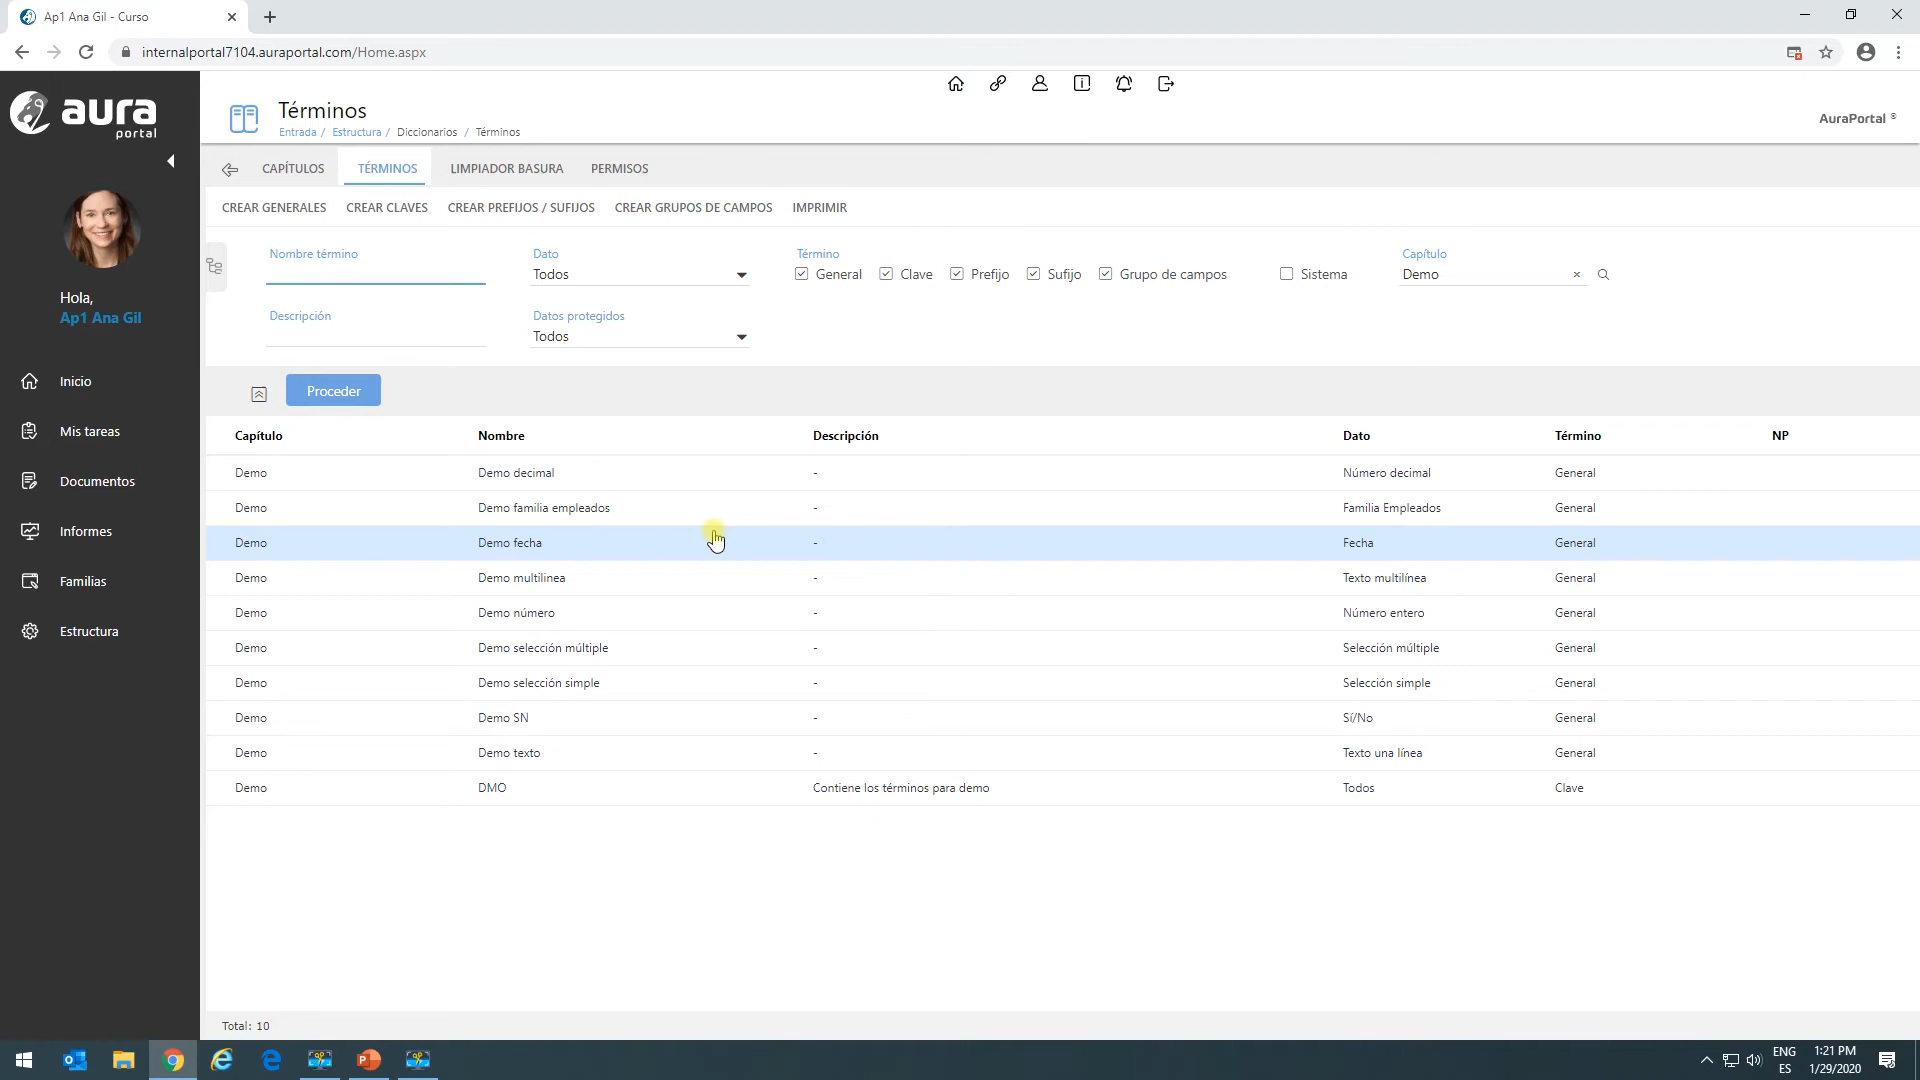 Ap1 Ana Gil - Curso
internalportal7104.auraportal.com/Home.aspx
aura
portal
Términos
Entrada / Estructura / Diccionarios / Términos
AuraPortal ®
CAPÍTULOS TÉRMINOS LIMPIADOR BASURA PERMISOS
CREAR GENERALES CREAR CLAVES CREAR PREFIJOS / SUFIJOS CREAR GRUPOS DE CAMPOS IMPRIMIR
Nombre término Dato Término Capítulo
Todos General Clave Prefijo Sufijo Grupo de campos Sistema Demo
Descripción Datos protegidos
Todos
Hola,
Ap1 Ana Gil
Inicio
Mis tareas
Documentos
Informes
Familias
Estructura
Proceder
Capítulo Nombre Descripción Dato Término NP
Demo Demo decimal - Número decimal General
Demo Demo familia empleados - Familia Empleados General
Demo Demo fecha - Fecha General
Demo Demo multilinea - Texto multilínea General
Demo Demo número - Número entero General
Demo Demo selección múltiple - Selección múltiple General
Demo Demo selección simple - Selección simple General
Demo Demo SN - Sí/No General
Demo Demo texto - Texto una línea General
Demo DMO Contiene los términos para demo Todos Clave
Total: 10
ENG 1:21 PM
ES 1/29/2020